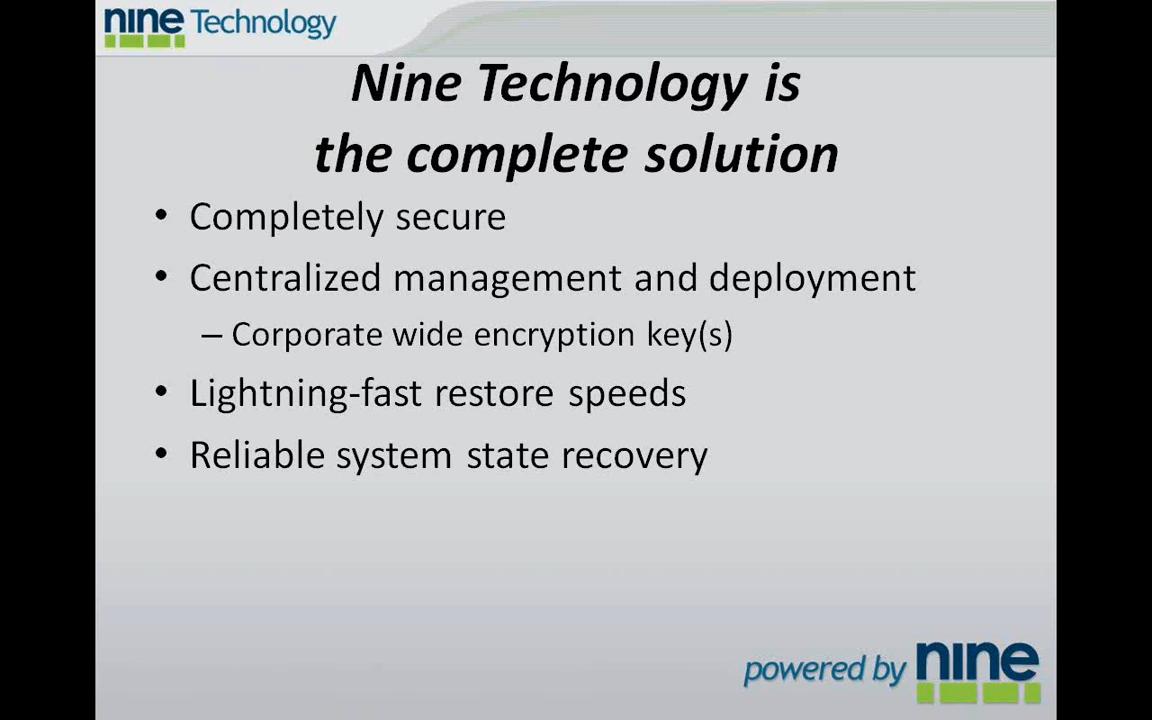 nine Technology
Nine Technology is
the complete solution
• Completely secure
• Centralized management and deployment
– Corporate wide encryption key(s)
• Lightning-fast restore speeds
• Reliable system state recovery
powered by nine